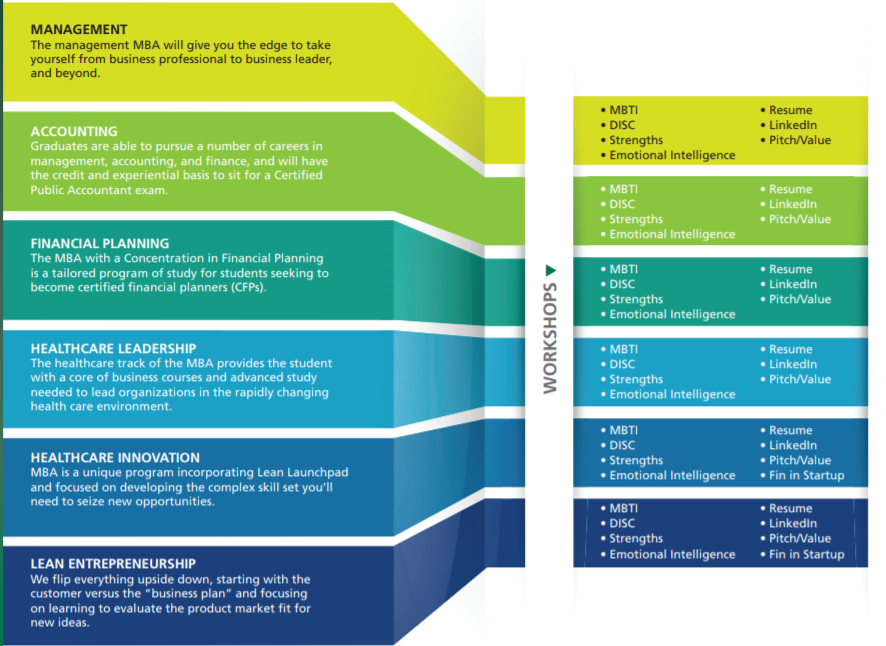 MANAGEMENT
The management MBA will give you the edge to take
yourself from business professional to business leader,
and beyond.
ACCOUNTING
Graduates are able to pursue a number of careers in
management, accounting, and finance, and will have
the credit and experiential basis to sit for a Certified
Public Accountant exam.
FINANCIAL PLANNING
The MBA with a Concentration in Financial Planning
is a tailored program of study for students seeking to
become certified financial planners (CFPs).
HEALTHCARE LEADERSHIP
The healthcare track of the MBA provides the student
with a core of business courses and advanced study
needed to lead organizations in the rapidly changing
health care environment.
HEALTHCARE INNOVATION
MBA is a unique program incorporating Lean Launchpad
and focused on developing the complex skill set you'll
need to seize new opportunities.
LEAN ENTREPRENEURSHIP
We flip everything upside down, starting with the
customer versus the "business plan" and focusing
on learning to evaluate the product market fit for
new ideas.
WORKSHOPS
• MBTI
• DISC
• Strengths
• Emotional Intelligence
• Resume
• LinkedIn
• Pitch/Value
• MBTI
• DISC
• Strengths
• Emotional Intelligence
• Resume
• LinkedIn
• Pitch/Value
• MBTI
• DISC
• Strengths
• Emotional Intelligence
• Resume
• LinkedIn
• Pitch/Value
• MBTI
• DISC
• Strengths
• Emotional Intelligence
• Resume
• LinkedIn
• Pitch/Value
• MBTI
• DISC
• Strengths
• Emotional Intelligence
• Resume
• LinkedIn
• Pitch/Value
• Fin in Startup
• MBTI
• DISC
• Strengths
• Emotional Intelligence
• Resume
• LinkedIn
• Pitch/Value
• Fin in Startup